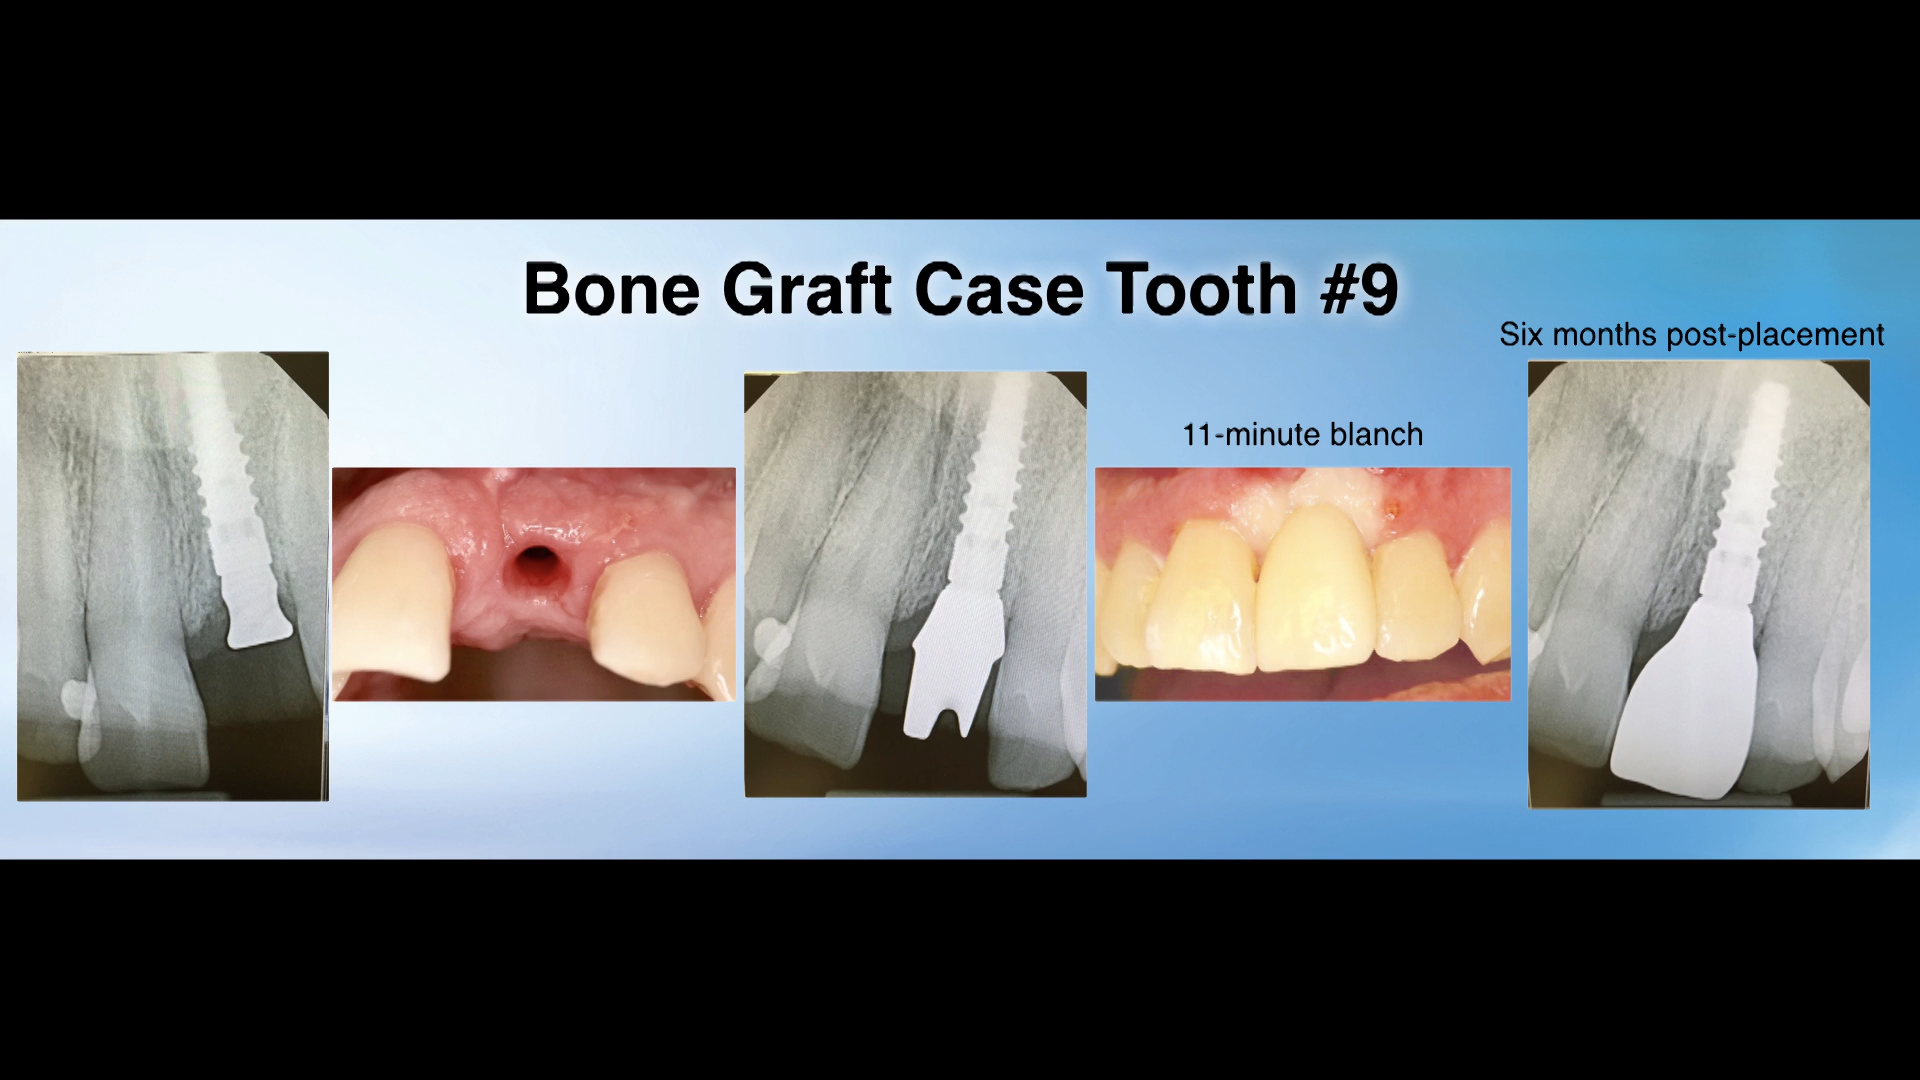 Bone Graft Case Tooth #9
Six months post-placement
11-minute blanch